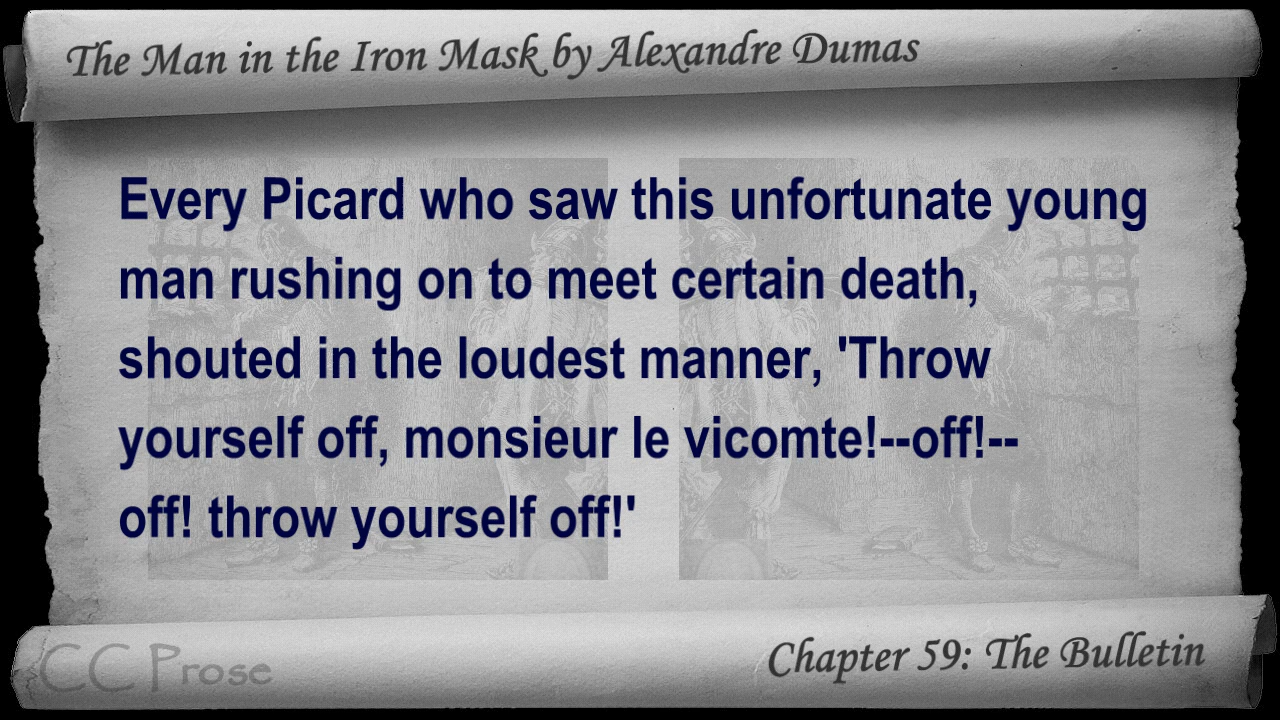 The Man in the Iron Mask by Alexandre Dumas
Every Picard who saw this unfortunate young
man rushing on to meet certain death,
shouted in the loudest manner, 'Throw
yourself off, monsieur le vicomte!--off!--
off! throw yourself off!'
CC Prose
Chapter 59: The Bulletin